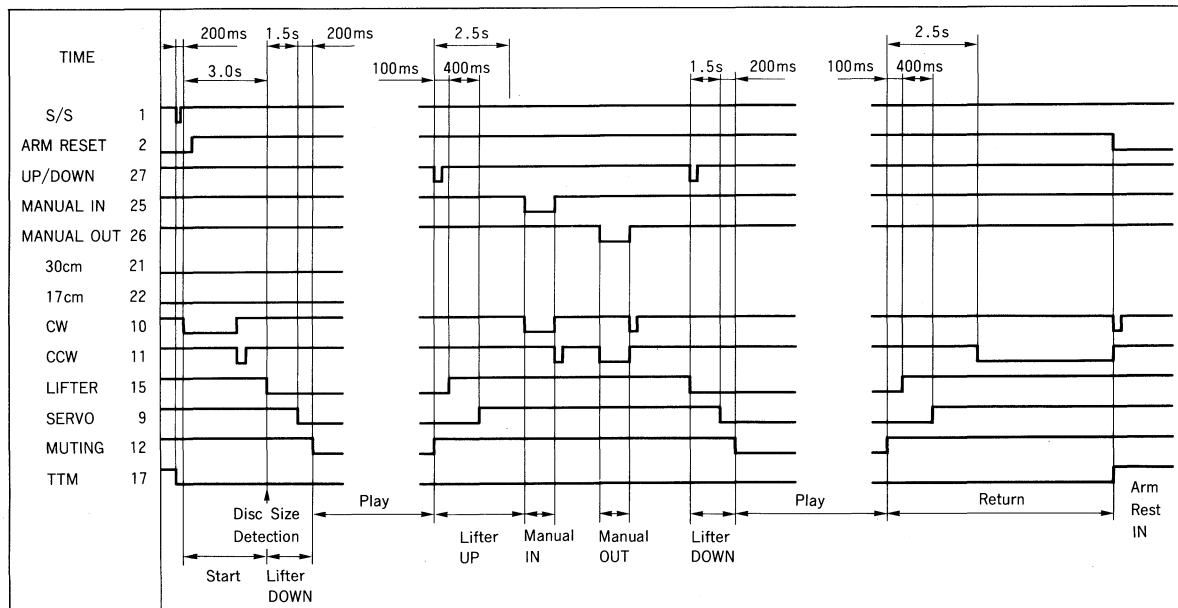 TIME
200ms 1.5s 200ms 2.5s 1.5s 200ms 2.5s
3.0s 100ms 400ms 100ms 400ms
S/S 1
ARM RESET 2
UP/DOWN 27
MANUAL IN 25
MANUAL OUT 26
30cm 21
17cm 22
CW 10
CCW 11
LIFTER 15
SERVO 9
MUTING 12
TTM 17
Disc Size
Detection
Play
Lifter
UP
Manual
IN
Manual
OUT
Lifter
DOWN
Play
Return
Arm
Rest
IN
Start
Lifter
DOWN